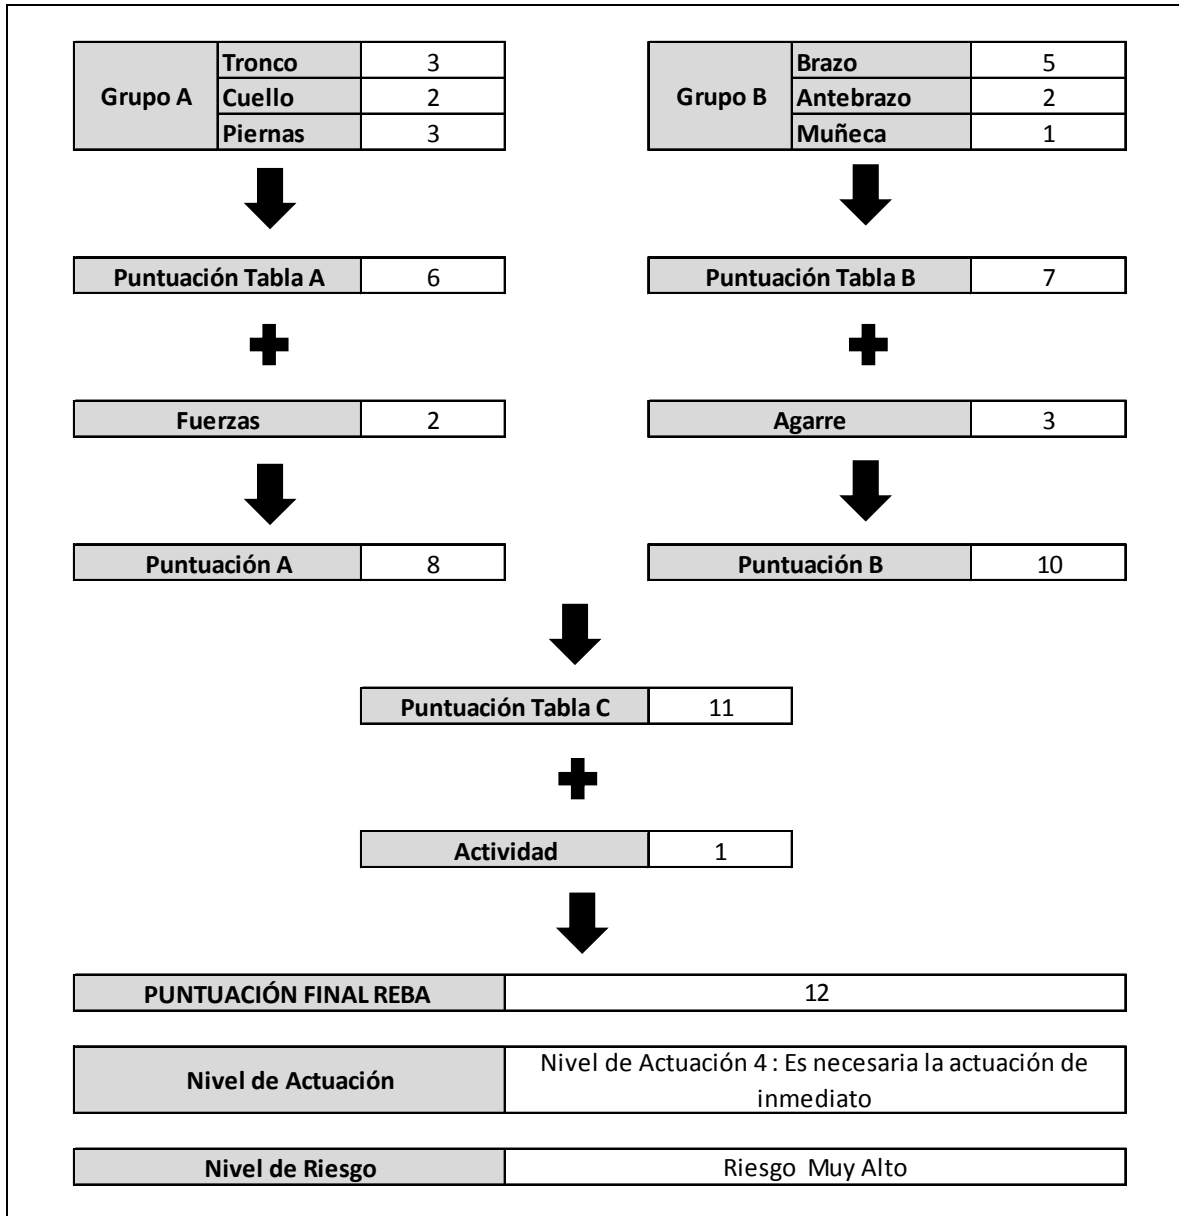 Grupo A
Tronco 3
Cuello 2
Piernas 3
Grupo B
Brazo 5
Antebrazo 2
Muñeca 1
Puntuación Tabla A 6
Puntuación Tabla B 7
Fuerzas 2
Agarre 3
Puntuación A 8
Puntuación B 10
Puntuación Tabla C 11
Actividad 1
PUNTUACIÓN FINAL REBA 12
Nivel de Actuación
Nivel de Actuación 4 : Es necesaria la actuación de
inmediato
Nivel de Riesgo Riesgo Muy Alto